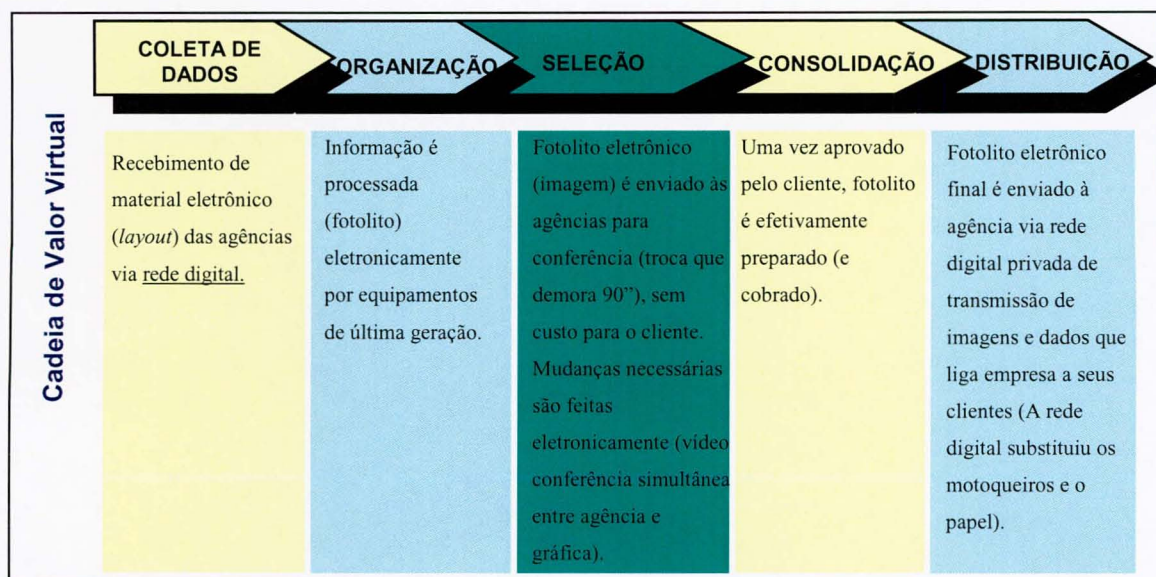 COLETA DE
DADOS
ORGANIZAÇÃO
SELEÇÃO
CONSOLIDAÇÃO
DISTRIBUIÇÃO
Cadeia de Valor Virtual
Recebimento de
material eletrônico
(layout) das agências
via rede digital.
Informação é
processada
(fotolito)
eletronicamente
por equipamentos
de última geração.
Fotolito eletrônico
(imagem) é enviado às
agências para
conferência (troca que
demora 90”), sem
custo para o cliente.
Mudanças necessárias
são feitas
eletronicamente (vídeo
conferência simultânea
entre agência e
gráfica).
Uma vez aprovado
pelo cliente, fotolito
é efetivamente
preparado (e
cobrado).
Fotolito eletrônico
final é enviado à
agência via rede
digital privada de
transmissão de
imagens e dados que
liga empresa a seus
clientes (A rede
digital substituiu os
motoqueiros e o
papel).